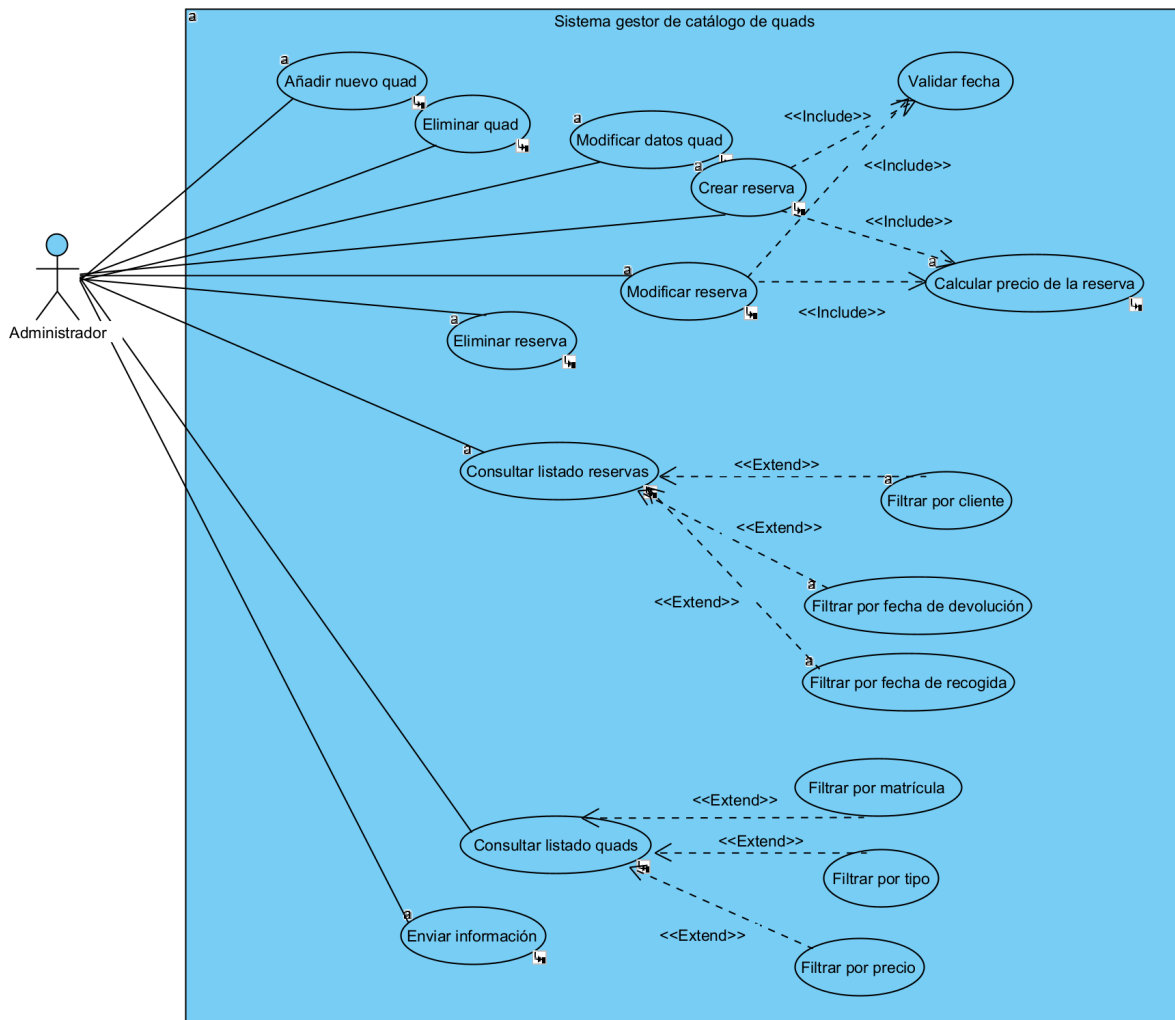 Sistema gestor de catálogo de quads
a
a
Añadir nuevo quad
Validar fecha
<<Include>>
Eliminar quad
a
Modificar datos quad
<<Include>>
a
Crear reserva
<<Include>>
a
a
Modificar reserva
Calcular precio de la reserva
<<Include>>
Administrador
a
Eliminar reserva
a
Consultar listado reservas
<<Extend>>
a
Filtrar por cliente
<<Extend>>
a
Filtrar por fecha de devolución
<<Extend>>
a
Filtrar por fecha de recogida
Filtrar por matrícula
<<Extend>>
Consultar listado quads
<<Extend>>
Filtrar por tipo
a
Enviar información
<<Extend>>
Filtrar por precio